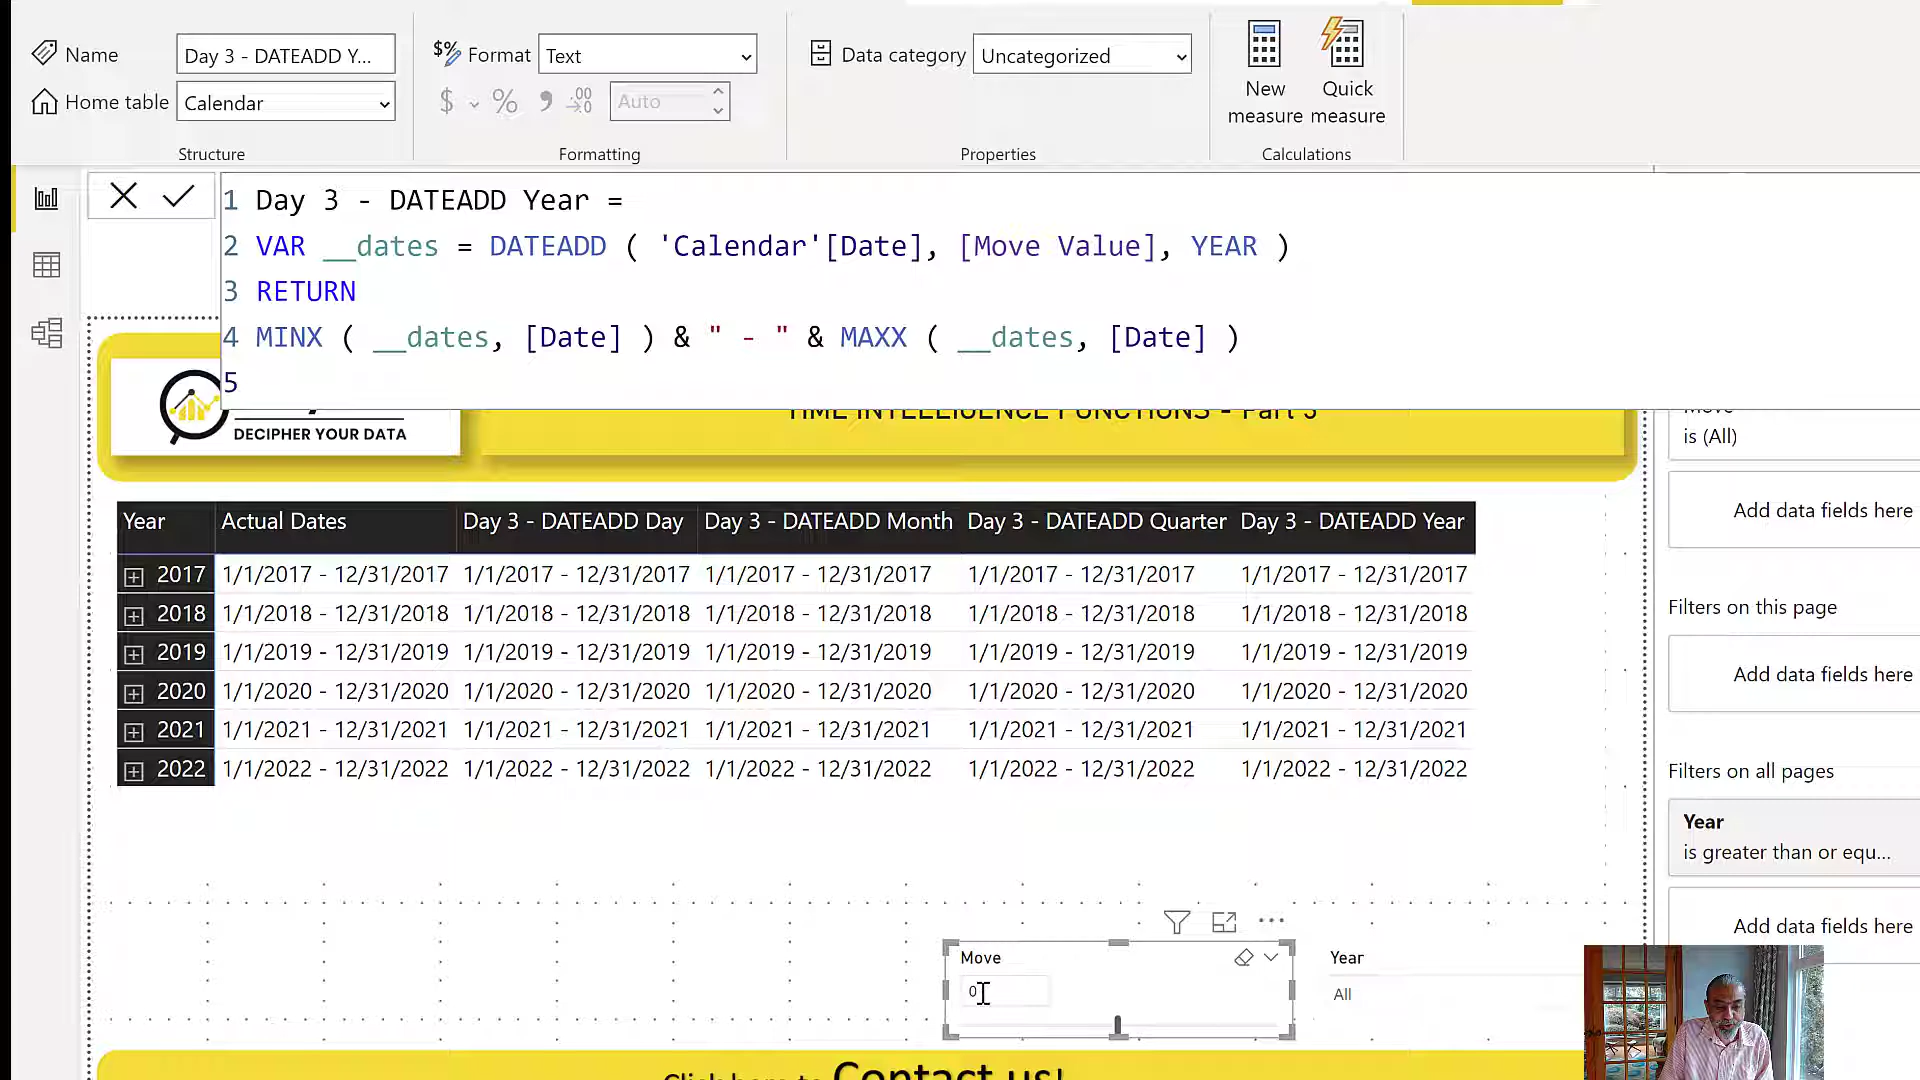 Name
Day 3 - DATEADD Y...
Format
Text
Data category
Uncategorized
New
measure
Quick
measure
Home table
Calendar
$ % , .00 →0
Auto
Structure
Formatting
Properties
Calculations
1 Day 3 - DATEADD Year =
2 VAR __dates = DATEADD ( 'Calendar'[Date], [Move Value], YEAR )
3 RETURN
4 MINX ( __dates, [Date] ) & " - " & MAXX ( __dates, [Date] )
5
TIME INTELLIGENCE FUNCTIONS - Part 3
DECIPHER YOUR DATA
Move
is (All)
Add data fields here
Filters on this page
Add data fields here
Filters on all pages
Year
is greater than or equ...
Add data fields here
Year Actual Dates Day 3 - DATEADD Day Day 3 - DATEADD Month Day 3 - DATEADD Quarter Day 3 - DATEADD Year
2017 1/1/2017 - 12/31/2017 1/1/2017 - 12/31/2017 1/1/2017 - 12/31/2017 1/1/2017 - 12/31/2017 1/1/2017 - 12/31/2017
2018 1/1/2018 - 12/31/2018 1/1/2018 - 12/31/2018 1/1/2018 - 12/31/2018 1/1/2018 - 12/31/2018 1/1/2018 - 12/31/2018
2019 1/1/2019 - 12/31/2019 1/1/2019 - 12/31/2019 1/1/2019 - 12/31/2019 1/1/2019 - 12/31/2019 1/1/2019 - 12/31/2019
2020 1/1/2020 - 12/31/2020 1/1/2020 - 12/31/2020 1/1/2020 - 12/31/2020 1/1/2020 - 12/31/2020 1/1/2020 - 12/31/2020
2021 1/1/2021 - 12/31/2021 1/1/2021 - 12/31/2021 1/1/2021 - 12/31/2021 1/1/2021 - 12/31/2021 1/1/2021 - 12/31/2021
2022 1/1/2022 - 12/31/2022 1/1/2022 - 12/31/2022 1/1/2022 - 12/31/2022 1/1/2022 - 12/31/2022 1/1/2022 - 12/31/2022
Move
0
Year
All
Click here to Contact us!